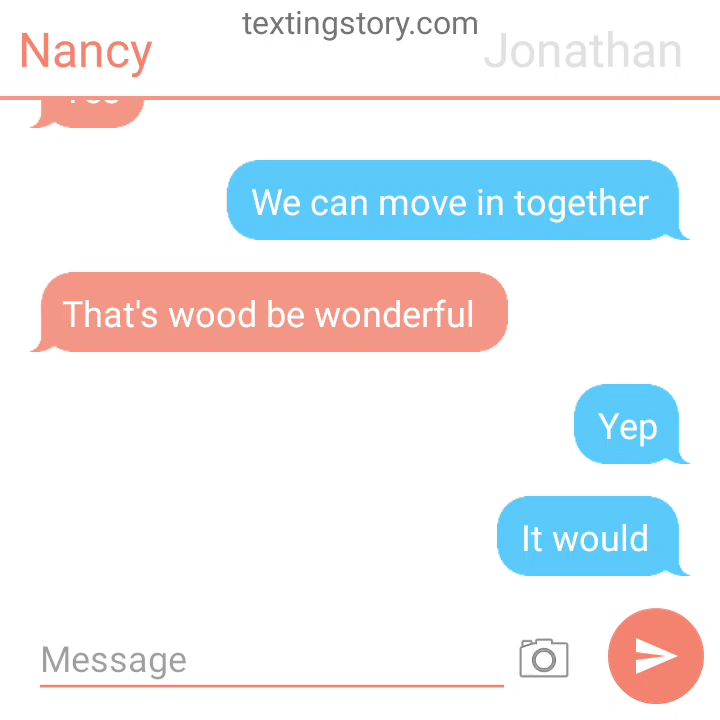 textingstory.com
Nancy
Jonathan
We can move in together
That's wood be wonderful
Yep
It would
Message